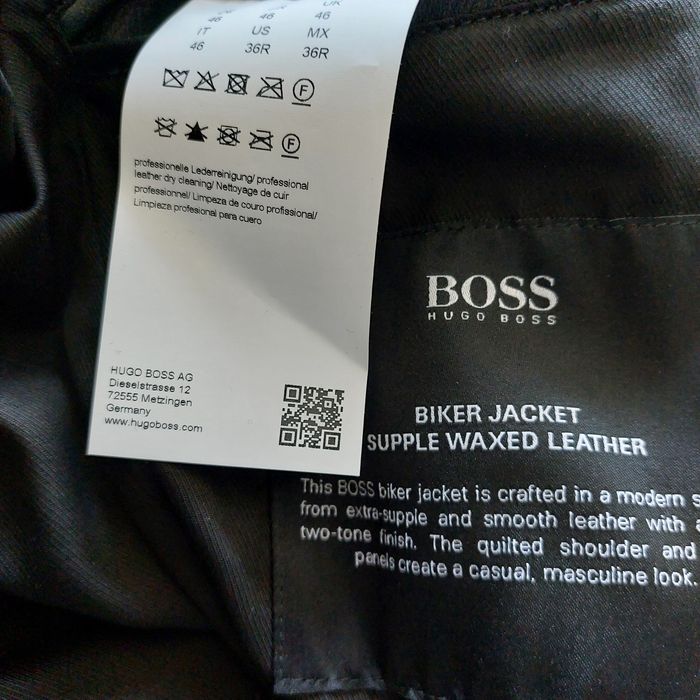 46 46 46
IT US MX
46 36R 36R
F
F
professionelle Lederreinigung/ professional
leather dry cleaning/ Nettoyage de cuir
professionnel/ Limpeza de couro profissional/
Limpieza profesional para cuero
HUGO BOSS AG
Dieselstrasse 12
72555 Metzingen
Germany
www.hugoboss.com
BOSS
HUGO BOSS
BIKER JACKET
SUPPLE WAXED LEATHER
This BOSS biker jacket is crafted in a modern
from extra-supple and smooth leather with
two-tone finish. The quilted shoulder and
panels create a casual, masculine look.